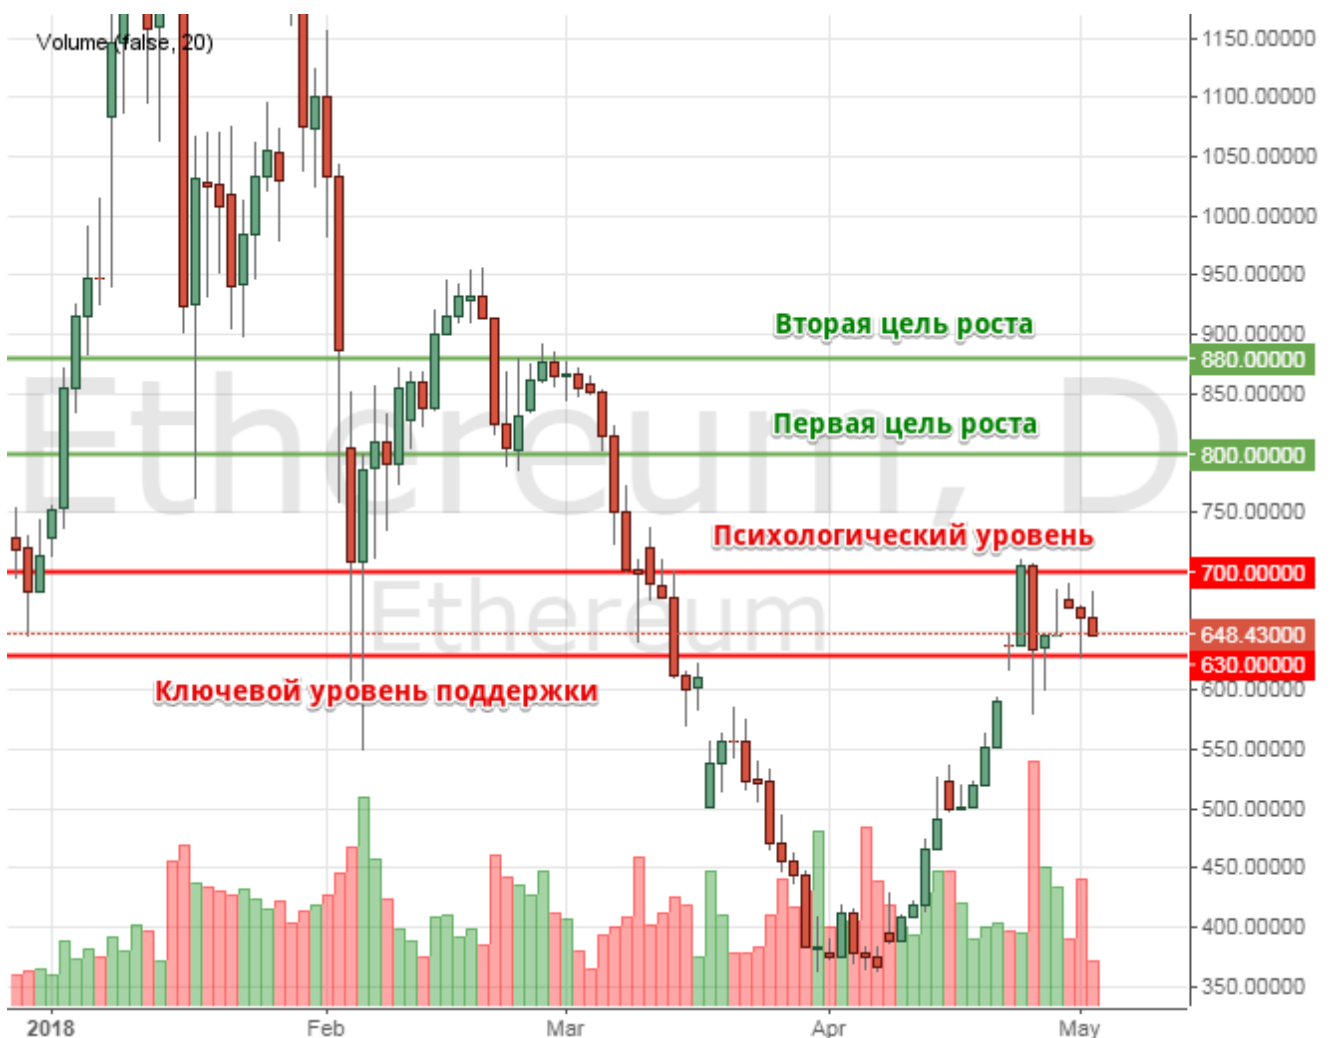 Volume (false, 20)
1150.00000
1100.00000
1050.00000
1000.00000
950.00000
Вторая цель роста
900.00000
880.00000
850.00000
Первая цель роста
800.00000
Ethereum, D
750.00000
Психологический уровень
700.00000
Ethereum
648.43000
630.00000
Ключевой уровень поддержки
600.00000
550.00000
500.00000
450.00000
400.00000
350.00000
2018 Feb Mar Apr May